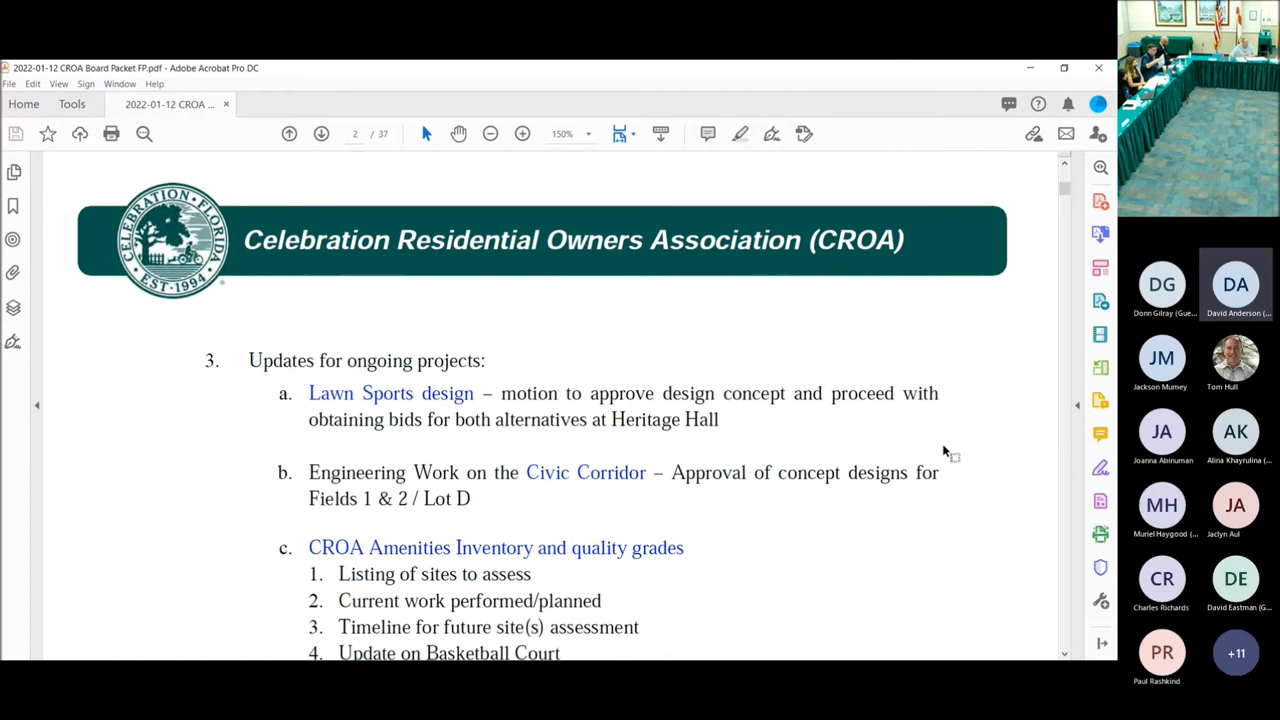 2022-01-12 CROA Board Packet FP.pdf - Adobe Acrobat Pro DC
File Edit View Sign Window Help
Home Tools 2022-01-12 CROA ... ×
2 / 37 150%
CELEBRATION, FLORIDA
EST. 1994
Celebration Residential Owners Association (CROA)
3. Updates for ongoing projects:
a. Lawn Sports design – motion to approve design concept and proceed with
obtaining bids for both alternatives at Heritage Hall
b. Engineering Work on the Civic Corridor – Approval of concept designs for
Fields 1 & 2 / Lot D
c. CROA Amenities Inventory and quality grades
1. Listing of sites to assess
2. Current work performed/planned
3. Timeline for future site(s) assessment
4. Update on Basketball Court
DG DA
Donn Gilray (Gue... David Anderson (...
JM
Jackson Mumey Tom Hull
JA AK
Joanna Abinuman Alina Khayrulina (...
MH JA
Muriel Haygood (... Jaclyn Aul
CR DE
Charles Richards David Eastman (G...
PR +11
Paul Rashkind